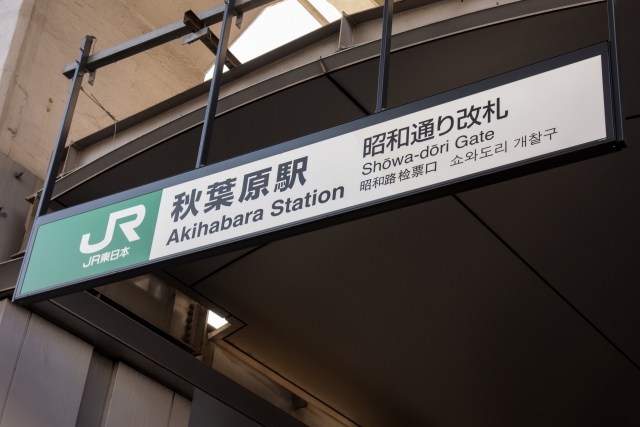 JR
JR東日本
秋葉原駅
Akihabara Station
昭和通り改札
Shōwa-dōri Gate
昭和路检票口 쇼와도리 개찰구